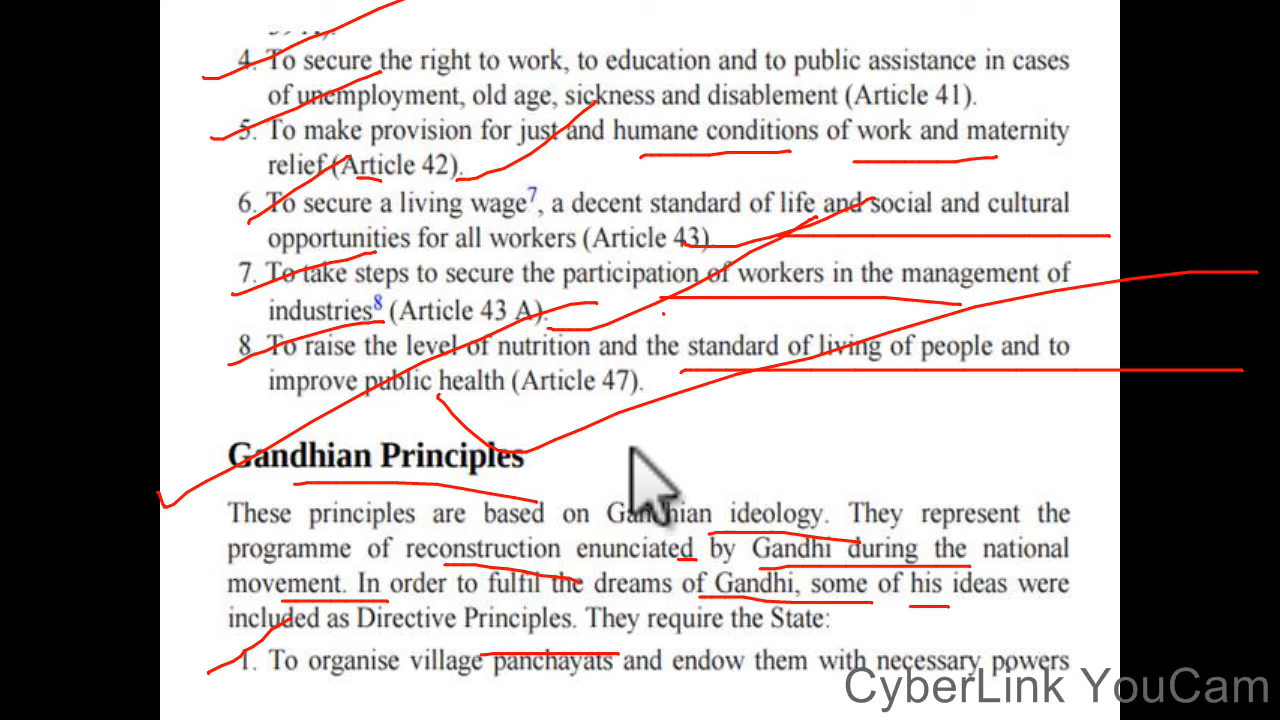 4. To secure the right to work, to education and to public assistance in cases
of unemployment, old age, sickness and disablement (Article 41).
5. To make provision for just and humane conditions of work and maternity
relief (Article 42).
6. To secure a living wage7, a decent standard of life and social and cultural
opportunities for all workers (Article 43).
7. To take steps to secure the participation of workers in the management of
industries8 (Article 43 A).
8. To raise the level of nutrition and the standard of living of people and to
improve public health (Article 47).
Gandhian Principles
These principles are based on Gandhian ideology. They represent the
programme of reconstruction enunciated by Gandhi during the national
movement. In order to fulfil the dreams of Gandhi, some of his ideas were
included as Directive Principles. They require the State:
1. To organise village panchayats and endow them with necessary powers
CyberLink YouCam